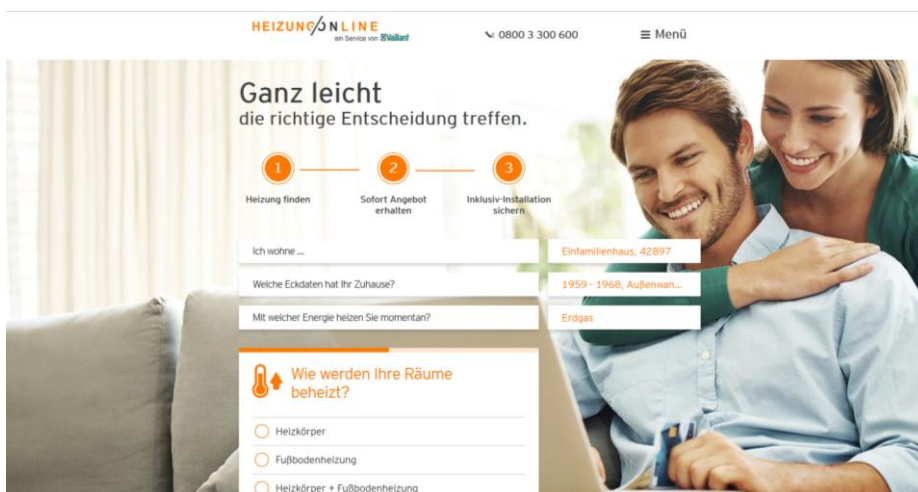 HEIZUNG/ONLINE
ein Service von Vaillant
0800 3 300 600
Menü
Ganz leicht
die richtige Entscheidung treffen.
1
2
3
Heizung finden
Sofort Angebot
erhalten
Inklusiv-Installation
sichern
Ich wohne ...
Einfamilienhaus, 42897
Welche Eckdaten hat Ihr Zuhause?
1959 - 1968, Außenwan...
Mit welcher Energie heizen Sie momentan?
Erdgas
Wie werden Ihre Räume
beheizt?
Heizkörper
Fußbodenheizung
Heizkörper + Fußbodenheizung